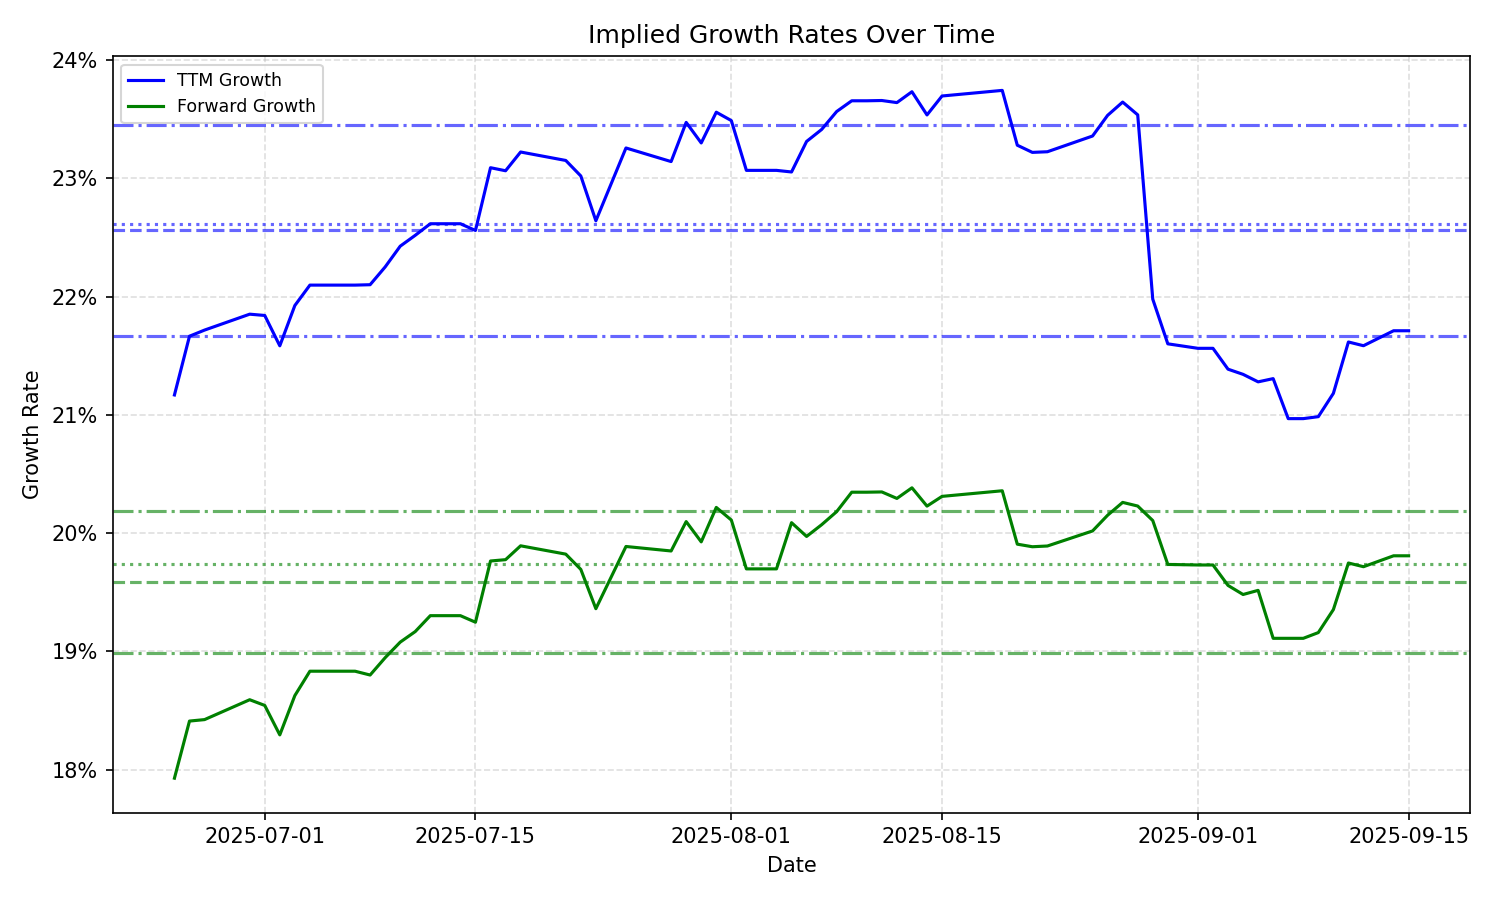 Implied Growth Rates Over Time
TTM Growth
Forward Growth
24%
23%
22%
21%
20%
19%
18%
Growth Rate
2025-07-01
2025-07-15
2025-08-01
2025-08-15
2025-09-01
2025-09-15
Date